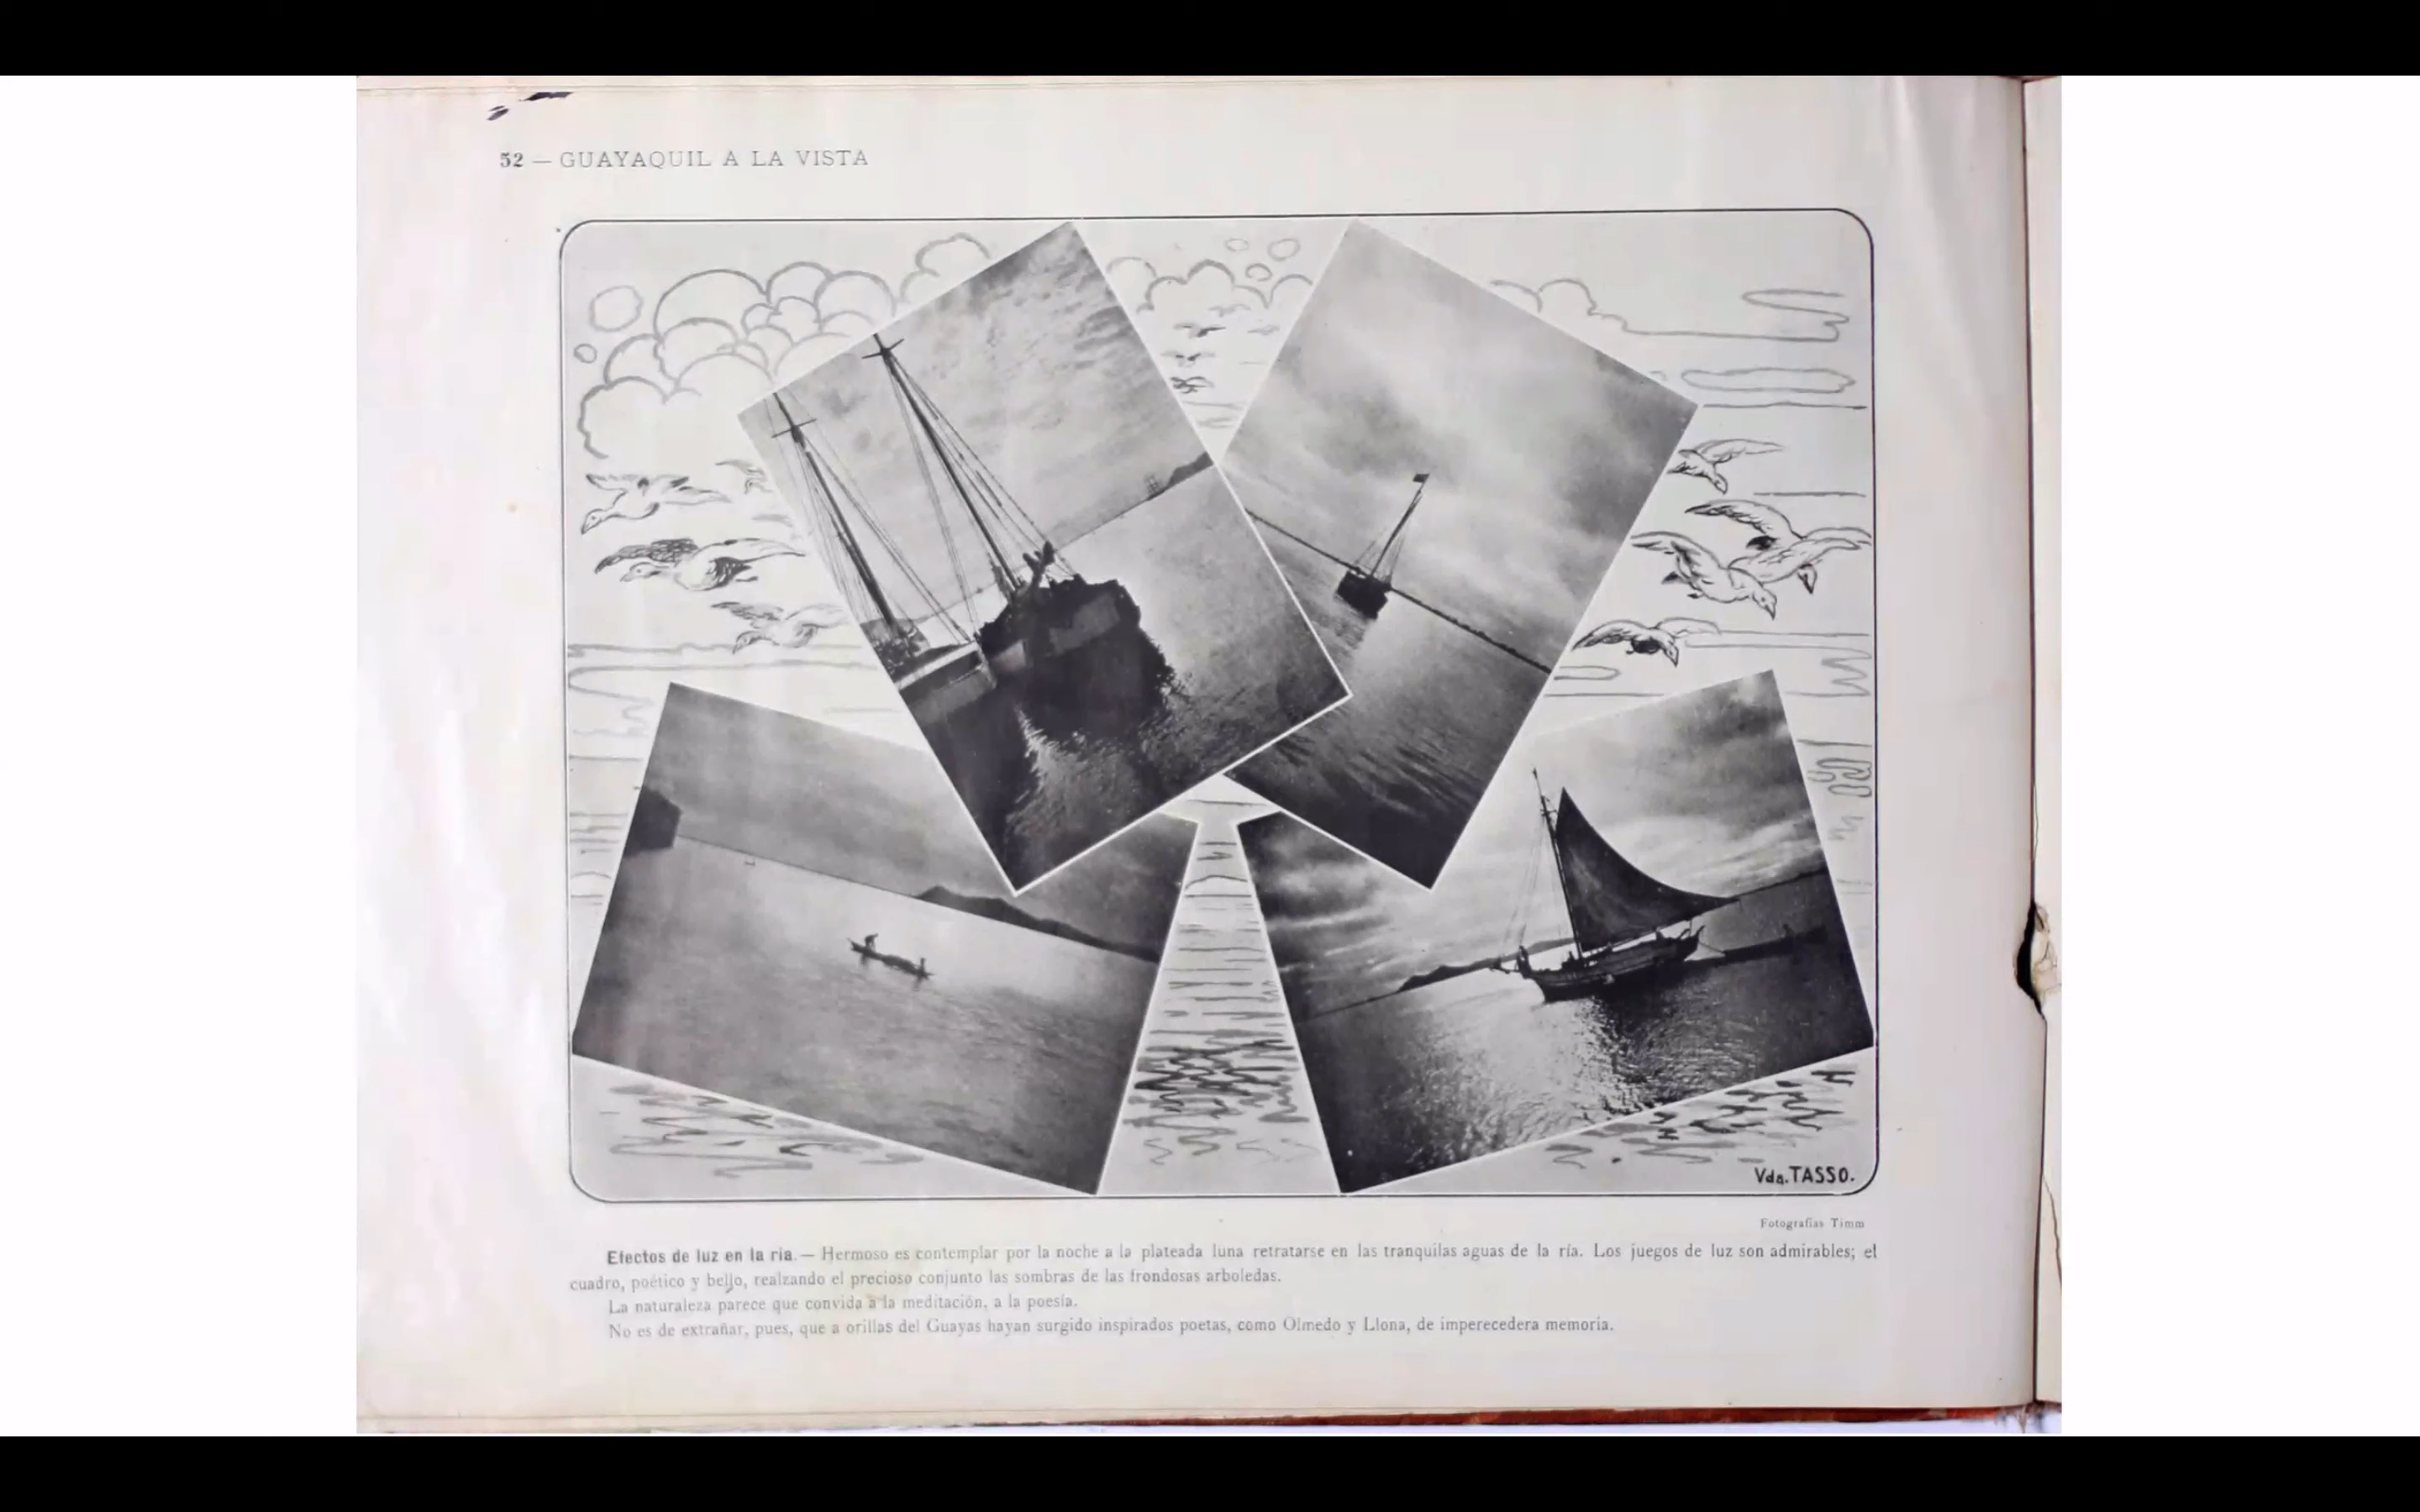 52 — GUAYAQUIL A LA VISTA
Vda. TASSO.
Fotografías Timm
Efectos de luz en la ría. — Hermoso es contemplar por la noche a la plateada luna retratarse en las tranquilas aguas de la ría. Los juegos de luz son admirables; el
cuadro, poético y bello, realzando el precioso conjunto las sombras de las frondosas arboledas.
La naturaleza parece que convida a la meditación, a la poesía.
No es de extrañar, pues, que a orillas del Guayas hayan surgido inspirados poetas, como Olmedo y Llona, de imperecedera memoria.